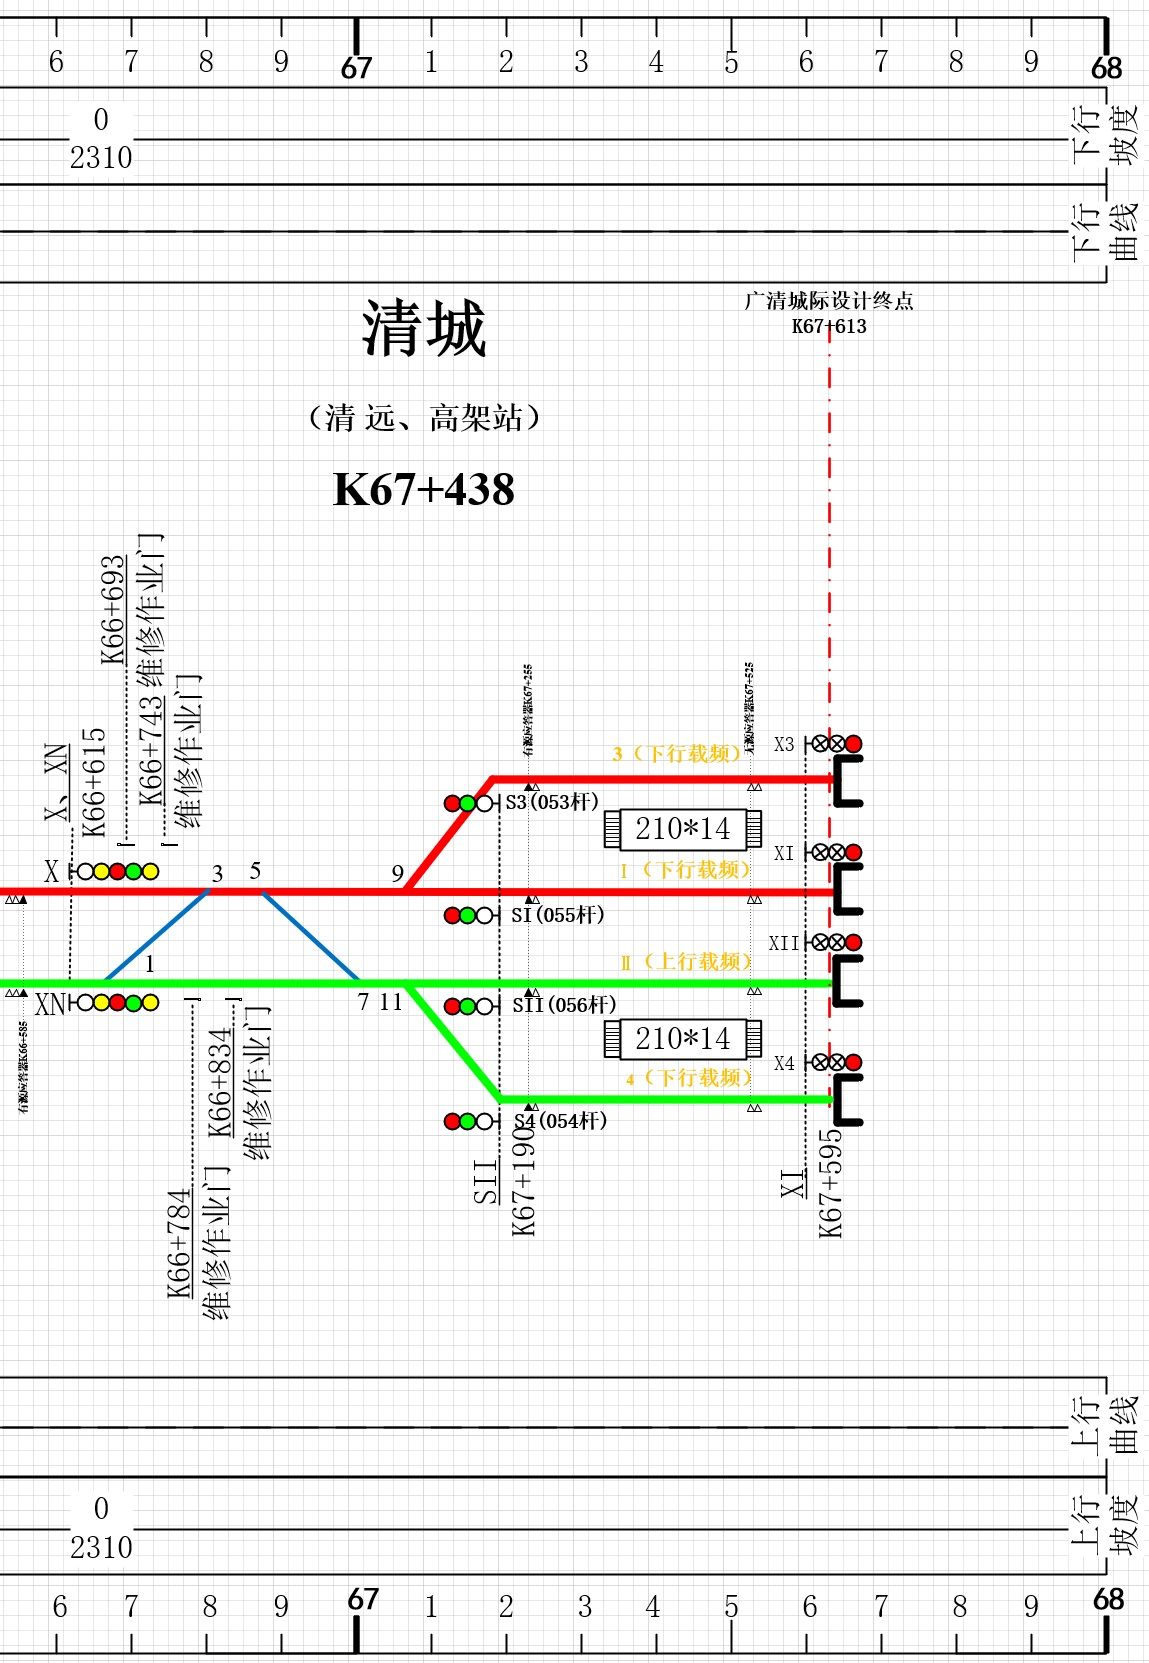 6 7 8 9 67 1 2 3 4 5 6 7 8 9 68
0
2310
下行
坡度
下行
曲线
清城
（清 远、高架站）
K67+438
广清城际设计终点
K67+613
K66+693
维修作业门
K66+743
维修作业门
X、XN
K66+615
有源应答器K67+255
无源应答器K67+525
3（下行载频）
X3
S3(053杆)
210*14
X
3
5
9
I（下行载频）
XI
SI(055杆)
1
II（上行载频）
XII
XN
7
11
SII(056杆)
210*14
4（下行载频）
X4
S4(054杆)
有源应答器K66+585
K66+834
维修作业门
K66+784
维修作业门
SII
K67+190
XI
K67+595
上行
曲线
0
2310
上行
坡度
6 7 8 9 67 1 2 3 4 5 6 7 8 9 68